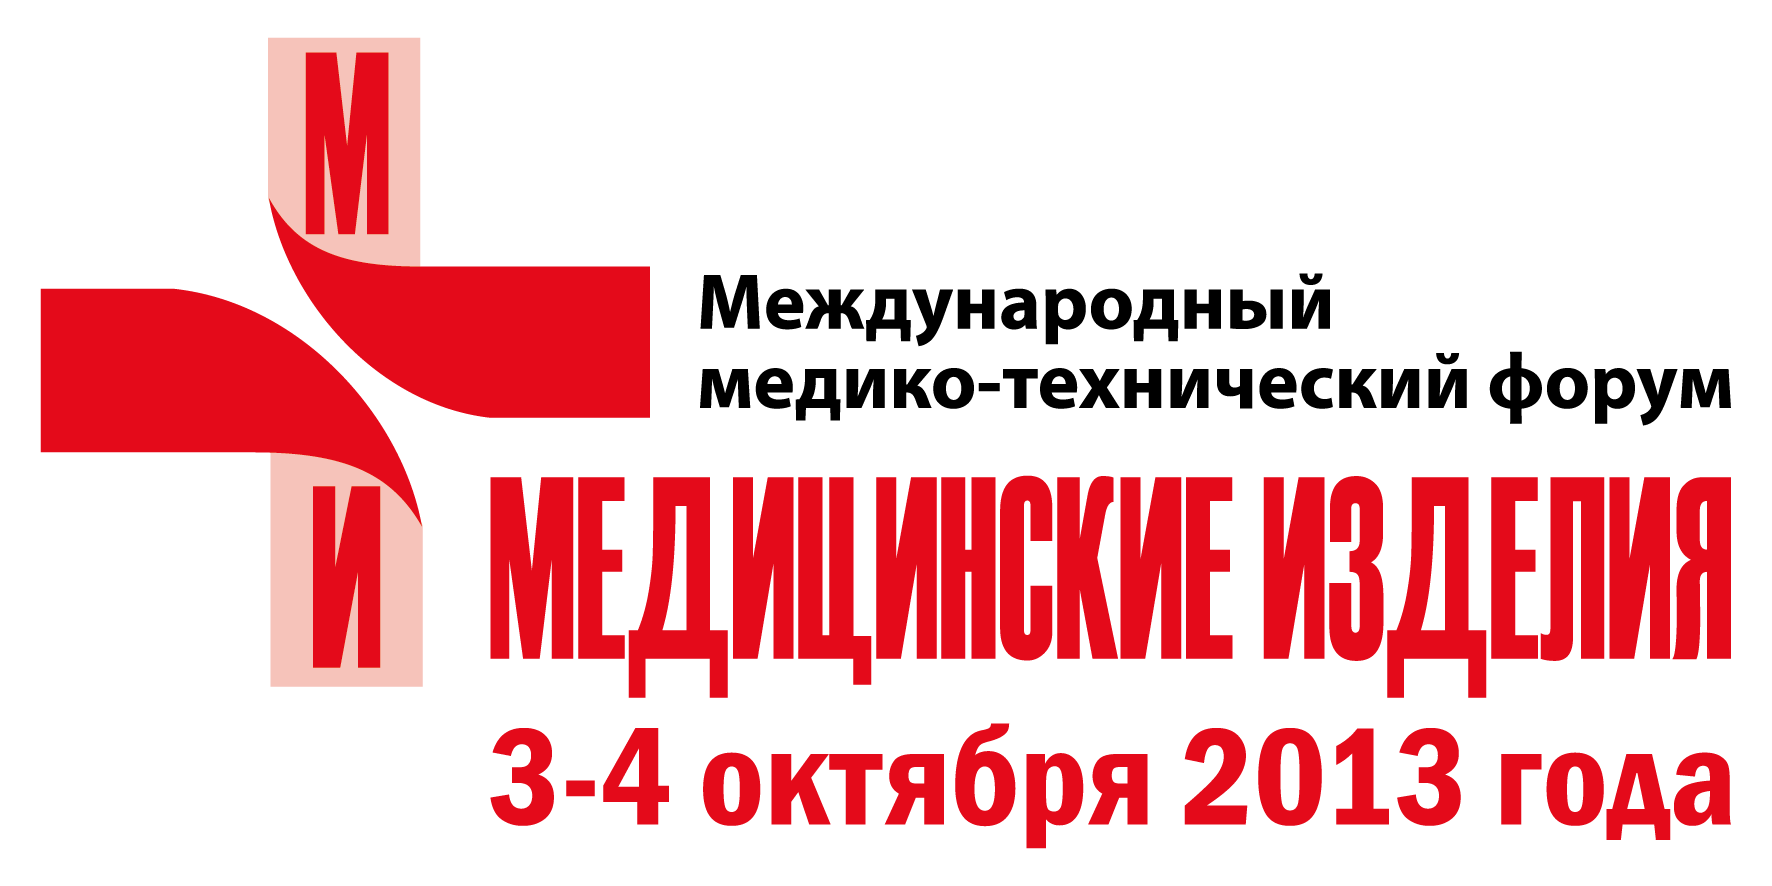 М
Международный
медико-технический форум
И
МЕДИЦИНСКИЕ ИЗДЕЛИЯ
3-4 октября 2013 года